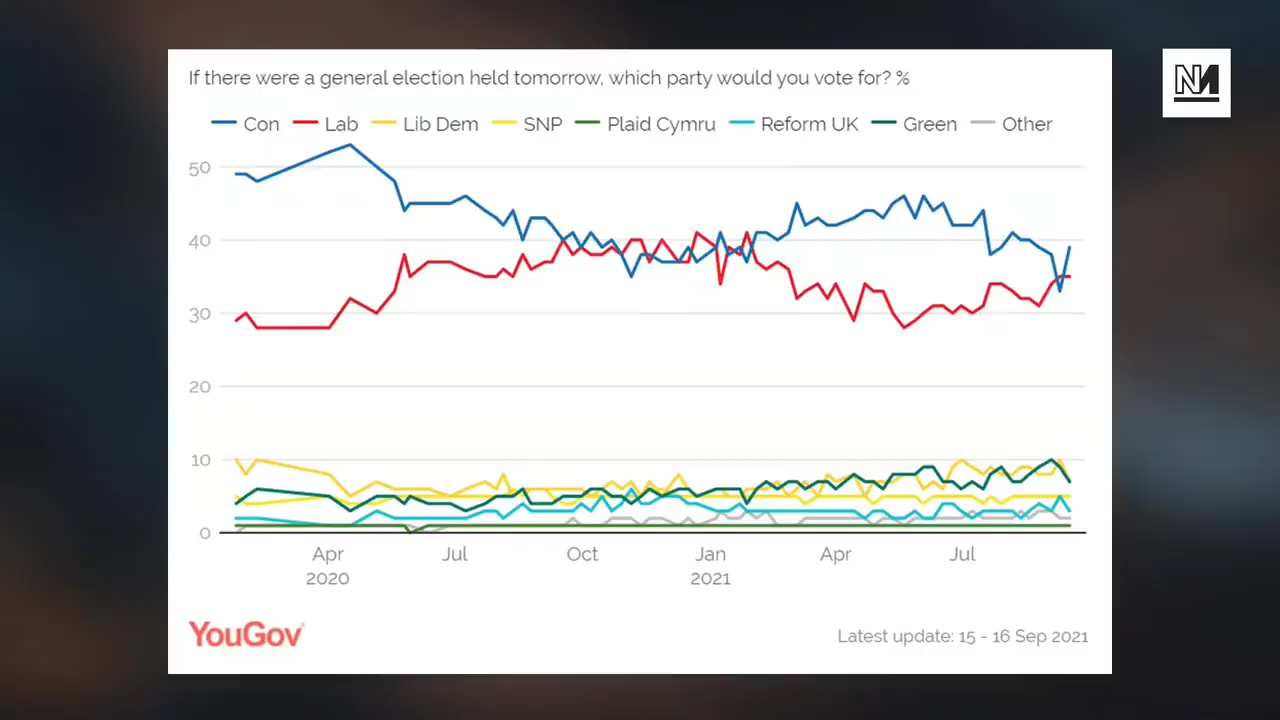 If there were a general election held tomorrow, which party would you vote for? %
Con Lab Lib Dem SNP Plaid Cymru Reform UK Green Other
50
40
30
20
10
0
Apr Jul Oct Jan Apr Jul
2020 2021
YouGov
Latest update: 15 - 16 Sep 2021
NM